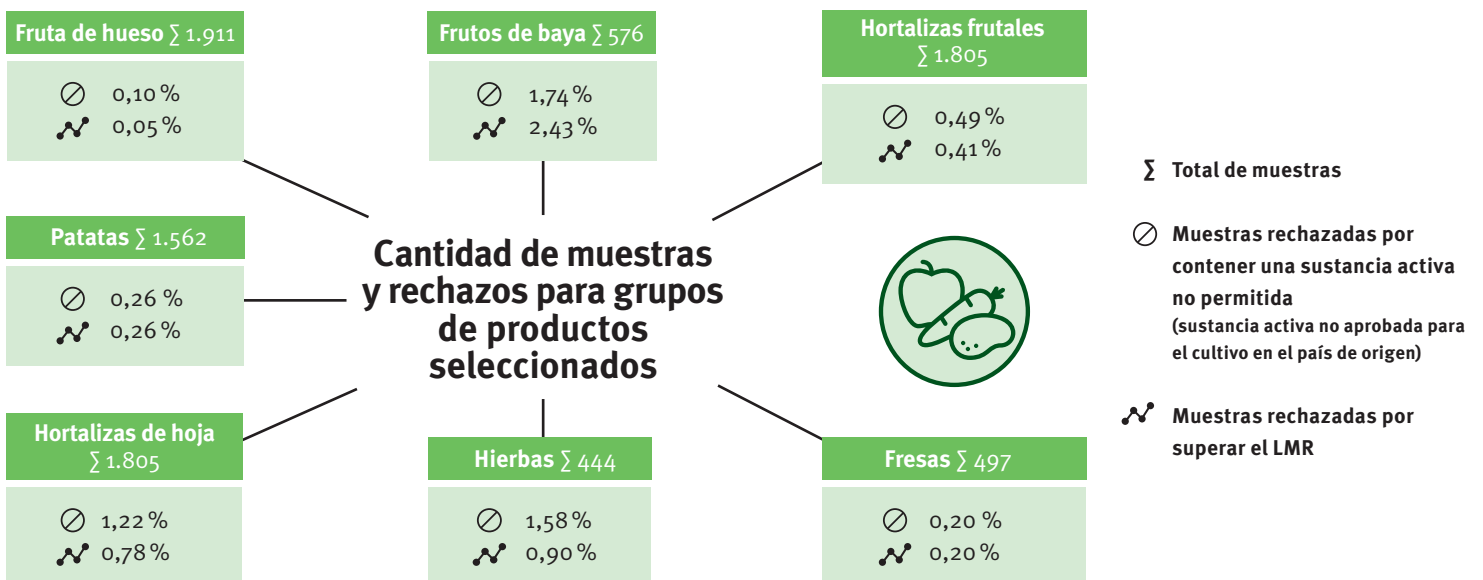 Fruta de hueso ∑ 1.911
0,10 %
0,05 %
Frutos de baya ∑ 576
1,74 %
2,43 %
Hortalizas frutales
∑ 1.805
0,49 %
0,41 %
Patatas ∑ 1.562
0,26 %
0,26 %
Cantidad de muestras
y rechazos para grupos
de productos
seleccionados
Hortalizas de hoja
∑ 1.805
1,22 %
0,78 %
Hierbas ∑ 444
1,58 %
0,90 %
Fresas ∑ 497
0,20 %
0,20 %
∑ Total de muestras
Muestras rechazadas por
contener una sustancia activa
no permitida
(sustancia activa no aprobada para
el cultivo en el país de origen)
Muestras rechazadas por
superar el LMR